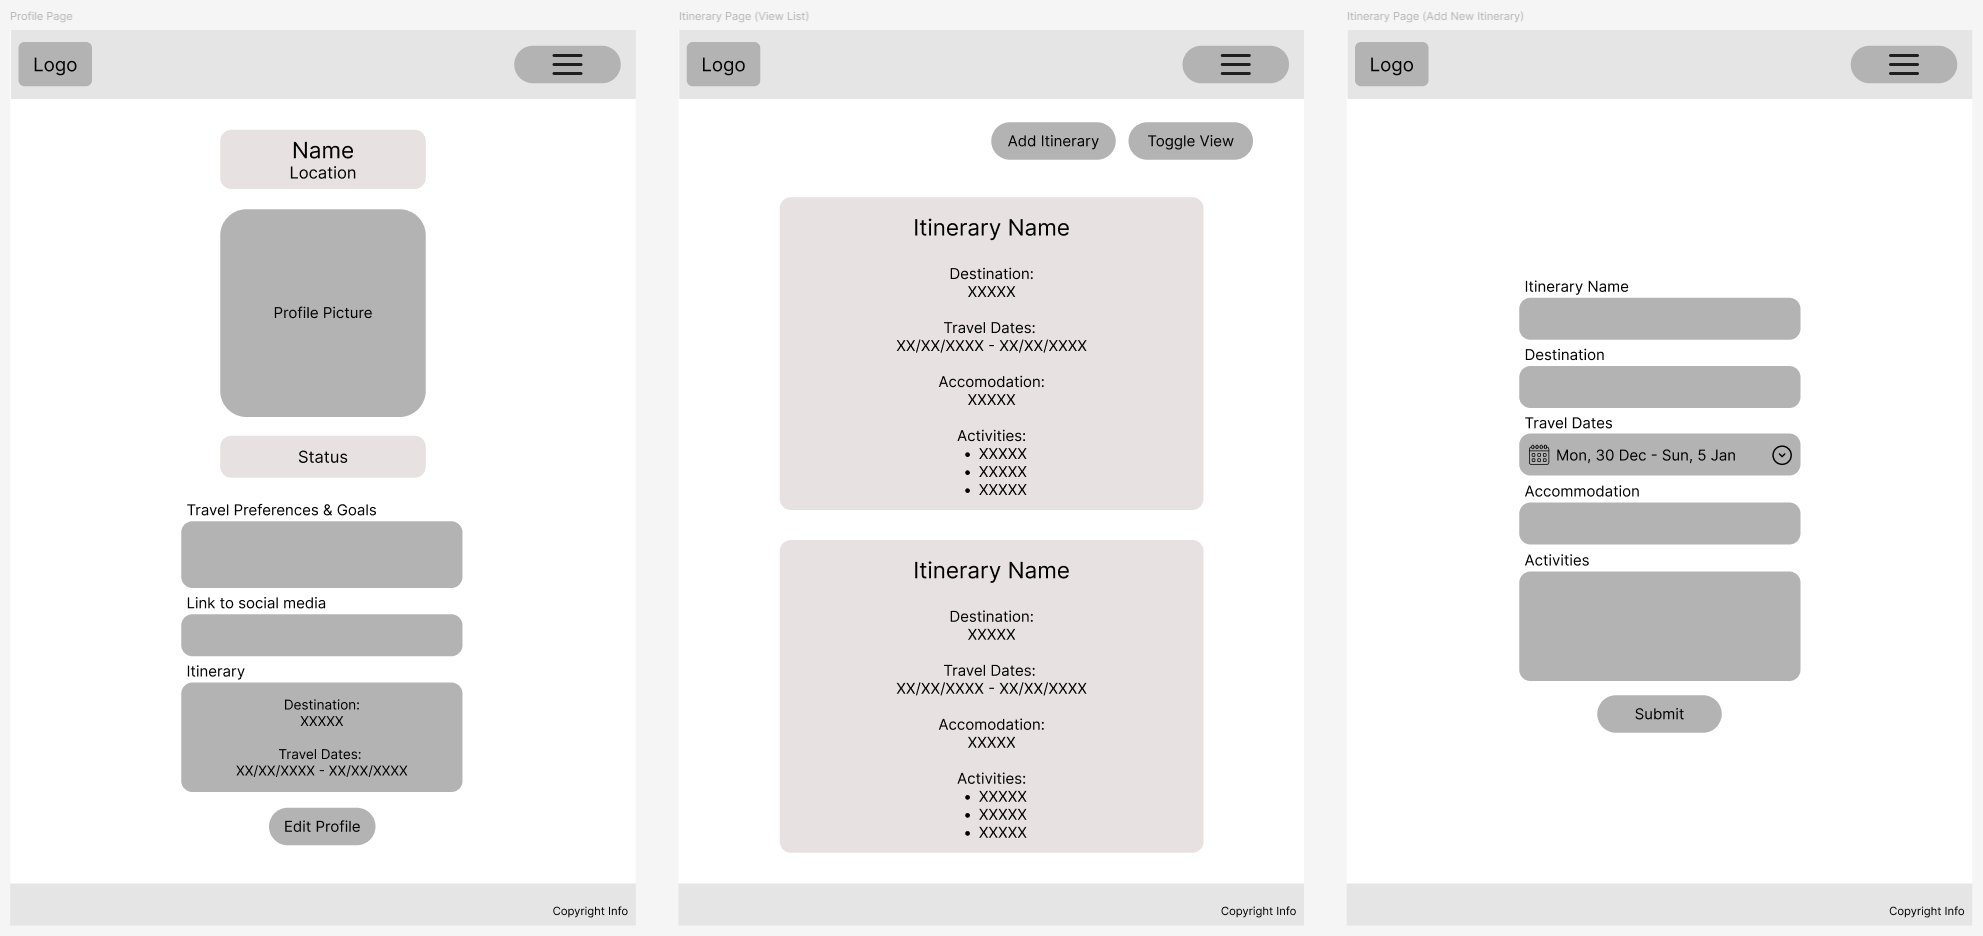 Profile Page
Logo
Name
Location
Profile Picture
Status
Travel Preferences & Goals
Link to social media
Itinerary
Destination:
XXXXX
Travel Dates:
XX/XX/XXXX - XX/XX/XXXX
Edit Profile
Copyright Info
Itinerary Page (View List)
Logo
Add Itinerary
Toggle View
Itinerary Name
Destination:
XXXXX
Travel Dates:
XX/XX/XXXX - XX/XX/XXXX
Accomodation:
XXXXX
Activities:
• XXXXX
• XXXXX
• XXXXX
Itinerary Name
Destination:
XXXXX
Travel Dates:
XX/XX/XXXX - XX/XX/XXXX
Accomodation:
XXXXX
Activities:
• XXXXX
• XXXXX
• XXXXX
Copyright Info
Itinerary Page (Add New Itinerary)
Logo
Itinerary Name
Destination
Travel Dates
Mon, 30 Dec - Sun, 5 Jan
Accommodation
Activities
Submit
Copyright Info